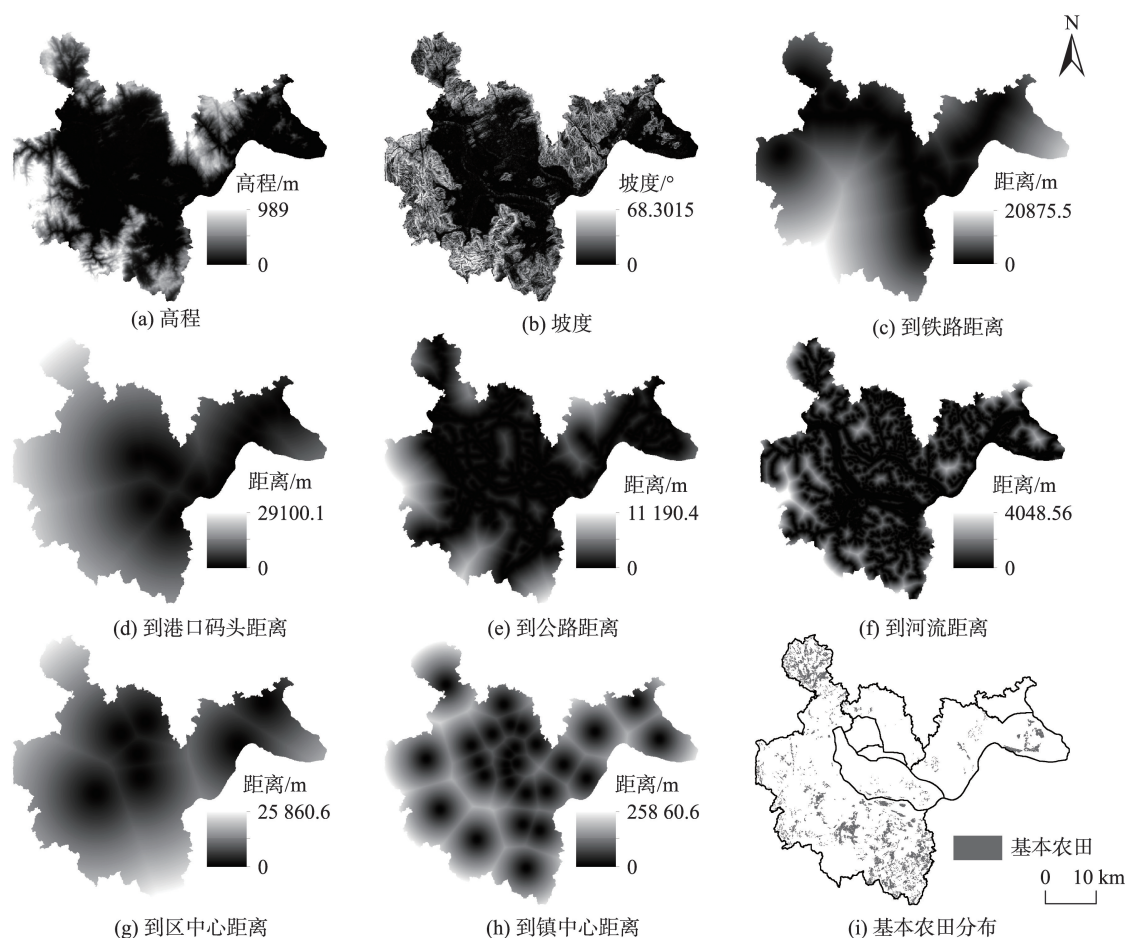 N
高程/m
989
0
(a) 高程
坡度/°
68.3015
0
(b) 坡度
距离/m
20875.5
0
(c) 到铁路距离
距离/m
29100.1
0
(d) 到港口码头距离
距离/m
11 190.4
0
(e) 到公路距离
距离/m
4048.56
0
(f) 到河流距离
距离/m
25 860.6
0
(g) 到区中心距离
距离/m
258 60.6
0
(h) 到镇中心距离
基本农田
0 10 km
(i) 基本农田分布